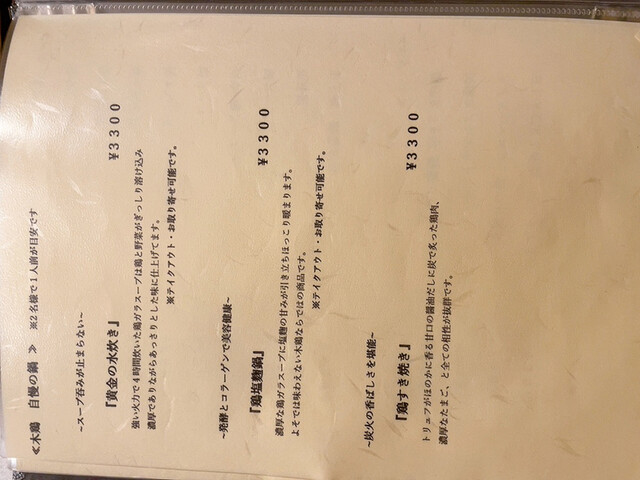 ≪木鶏　自慢の鍋　≫　※2名様で１人前が目安です
~スープ呑みが止まらない~
『黄金の水炊き』　¥３３００
強い火力で４時間炊いた鶏ガラスープは鶏と野菜がぎっしり溶け込み
濃厚でありながらあっさりとした味に仕上げてます。
※テイクアウト・お取り寄せ可能です。
~発酵とコラーゲンで美容健康~
『鶏塩麴鍋』　¥３３００
濃厚な鶏ガラスープに塩麴の甘みが引き立ちほっこり暖まります。
よそでは味わえない木鶏ならではの商品です。
※テイクアウト・お取り寄せ可能です。
~炭火の香ばしさを堪能~
『鶏すき焼き』　¥３３００
トリュフがほのかに香る甘口の醤油だしに炭で炙った鶏肉、
濃厚なたまご、と全ての相性が抜群です。